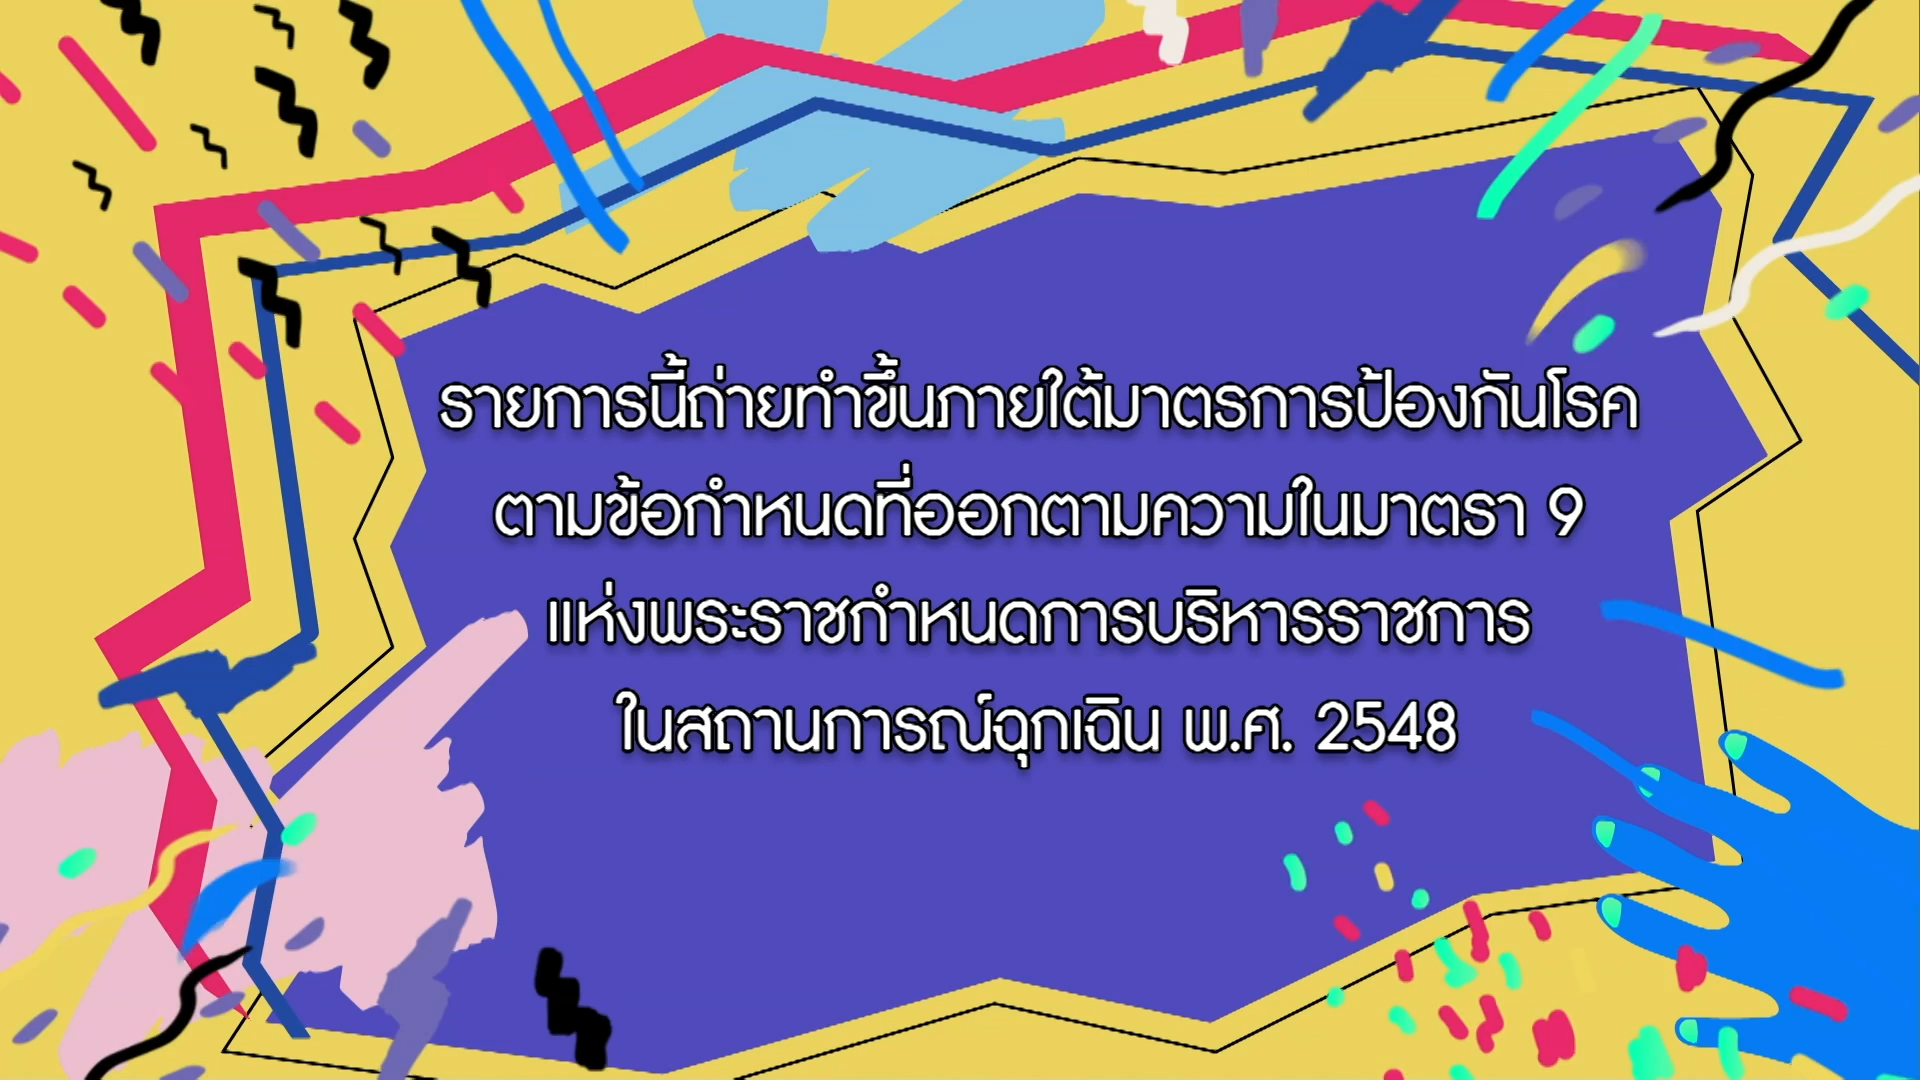 รายการนี้ถ่ายทำขึ้นภายใต้มาตรการป้องกันโรค
ตามข้อกำหนดที่ออกตามความในมาตรา 9
แห่งพระราชกำหนดการบริหารราชการ
ในสถานการณ์ฉุกเฉิน พ.ศ. 2548